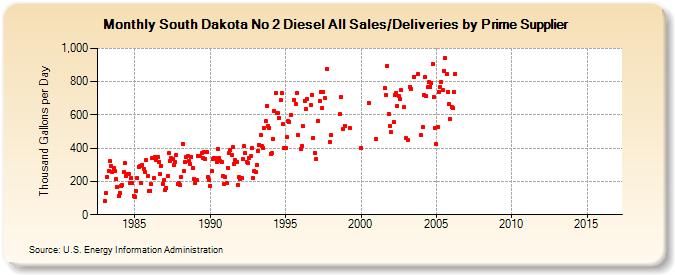 Monthly South Dakota No 2 Diesel All Sales/Deliveries by Prime Supplier
Thousand Gallons per Day
1,000
800
600
400
200
0
1985 1990 1995 2000 2005 2010 2015
Source: U.S. Energy Information Administration